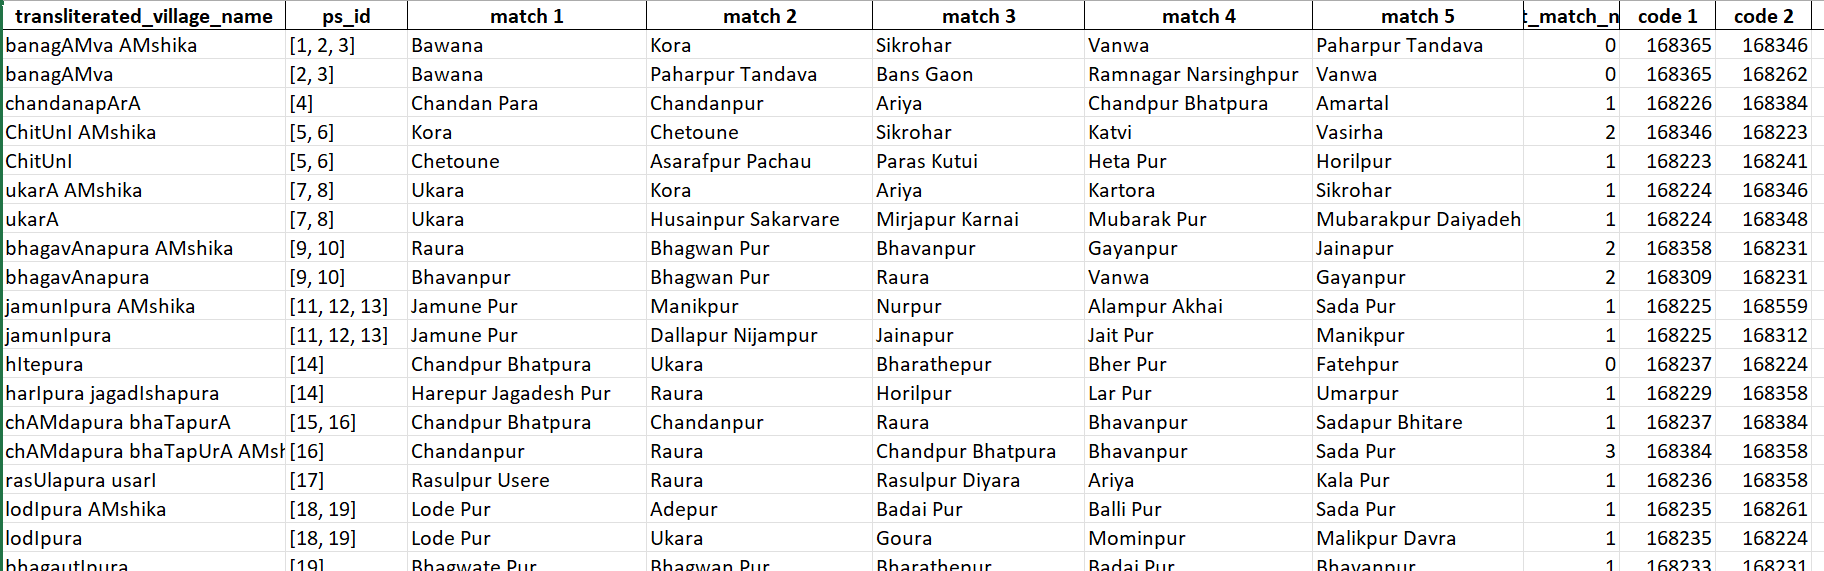 transliterated_village_name ps_id match 1 match 2 match 3 match 4 match 5 t_match_n code 1 code 2
banagAMva AMshika [1, 2, 3] Bawana Kora Sikrohar Vanwa Paharpur Tandava 0 168365 168346
banagAMva [2, 3] Bawana Paharpur Tandava Bans Gaon Ramnagar Narsinghpur Vanwa 0 168365 168262
chandanapArA [4] Chandan Para Chandanpur Ariya Chandpur Bhatpura Amartal 1 168226 168384
ChitUnI AMshika [5, 6] Kora Chetoune Sikrohar Katvi Vasirha 2 168346 168223
ChitUnI [5, 6] Chetoune Asarafpur Pachau Paras Kutui Heta Pur Horilpur 1 168223 168241
ukarA AMshika [7, 8] Ukara Kora Ariya Kartora Sikrohar 1 168224 168346
ukarA [7, 8] Ukara Husainpur Sakarvare Mirjapur Karnai Mubarak Pur Mubarakpur Daiyadeh 1 168224 168348
bhagavAnapura AMshika [9, 10] Raura Bhagwan Pur Bhavanpur Gayanpur Jainapur 2 168358 168231
bhagavAnapura [9, 10] Bhavanpur Bhagwan Pur Raura Vanwa Gayanpur 2 168309 168231
jamunIpura AMshika [11, 12, 13] Jamune Pur Manikpur Nurpur Alampur Akhai Sada Pur 1 168225 168559
jamunIpura [11, 12, 13] Jamune Pur Dallapur Nijampur Jainapur Jait Pur Manikpur 1 168225 168312
hItepura [14] Chandpur Bhatpura Ukara Bharathepur Bher Pur Fatehpur 0 168237 168224
harIpura jagadIshapura [14] Harepur Jagadesh Pur Raura Horilpur Lar Pur Umarpur 1 168229 168358
chAMdapura bhaTapurA [15, 16] Chandpur Bhatpura Chandanpur Raura Bhavanpur Sadapur Bhitare 1 168237 168384
chAMdapura bhaTapUrA AMsh [16] Chandanpur Raura Chandpur Bhatpura Bhavanpur Sada Pur 3 168384 168358
rasUlapura usarI [17] Rasulpur Usere Raura Rasulpur Diyara Ariya Kala Pur 1 168236 168358
lodIpura AMshika [18, 19] Lode Pur Adepur Badai Pur Balli Pur Sada Pur 1 168235 168261
lodIpura [18, 19] Lode Pur Ukara Goura Mominpur Malikpur Davra 1 168235 168224
bhagautIpura [19] Bhagwate Pur Bhagwan Pur Bharathepur Badai Pur Bhavanpur 1 168233 168231